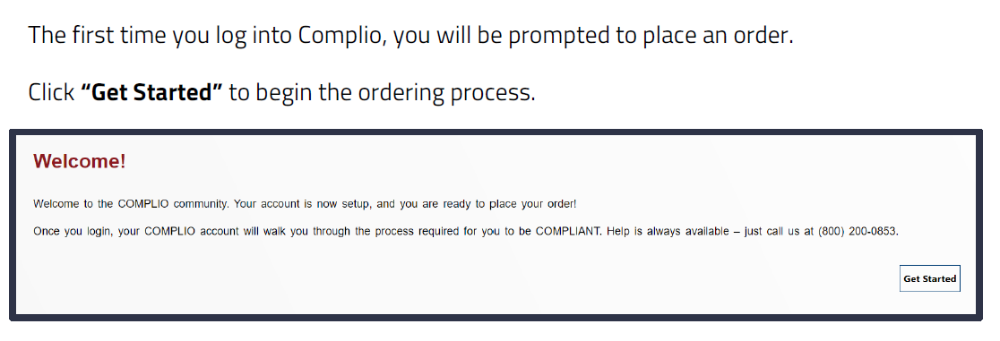 The first time you log into Complio, you will be prompted to place an order.
Click “Get Started” to begin the ordering process.
Welcome!
Welcome to the COMPLIO community. Your account is now setup, and you are ready to place your order!
Once you login, your COMPLIO account will walk you through the process required for you to be COMPLIANT. Help is always available – just call us at (800) 200-0853.
Get Started